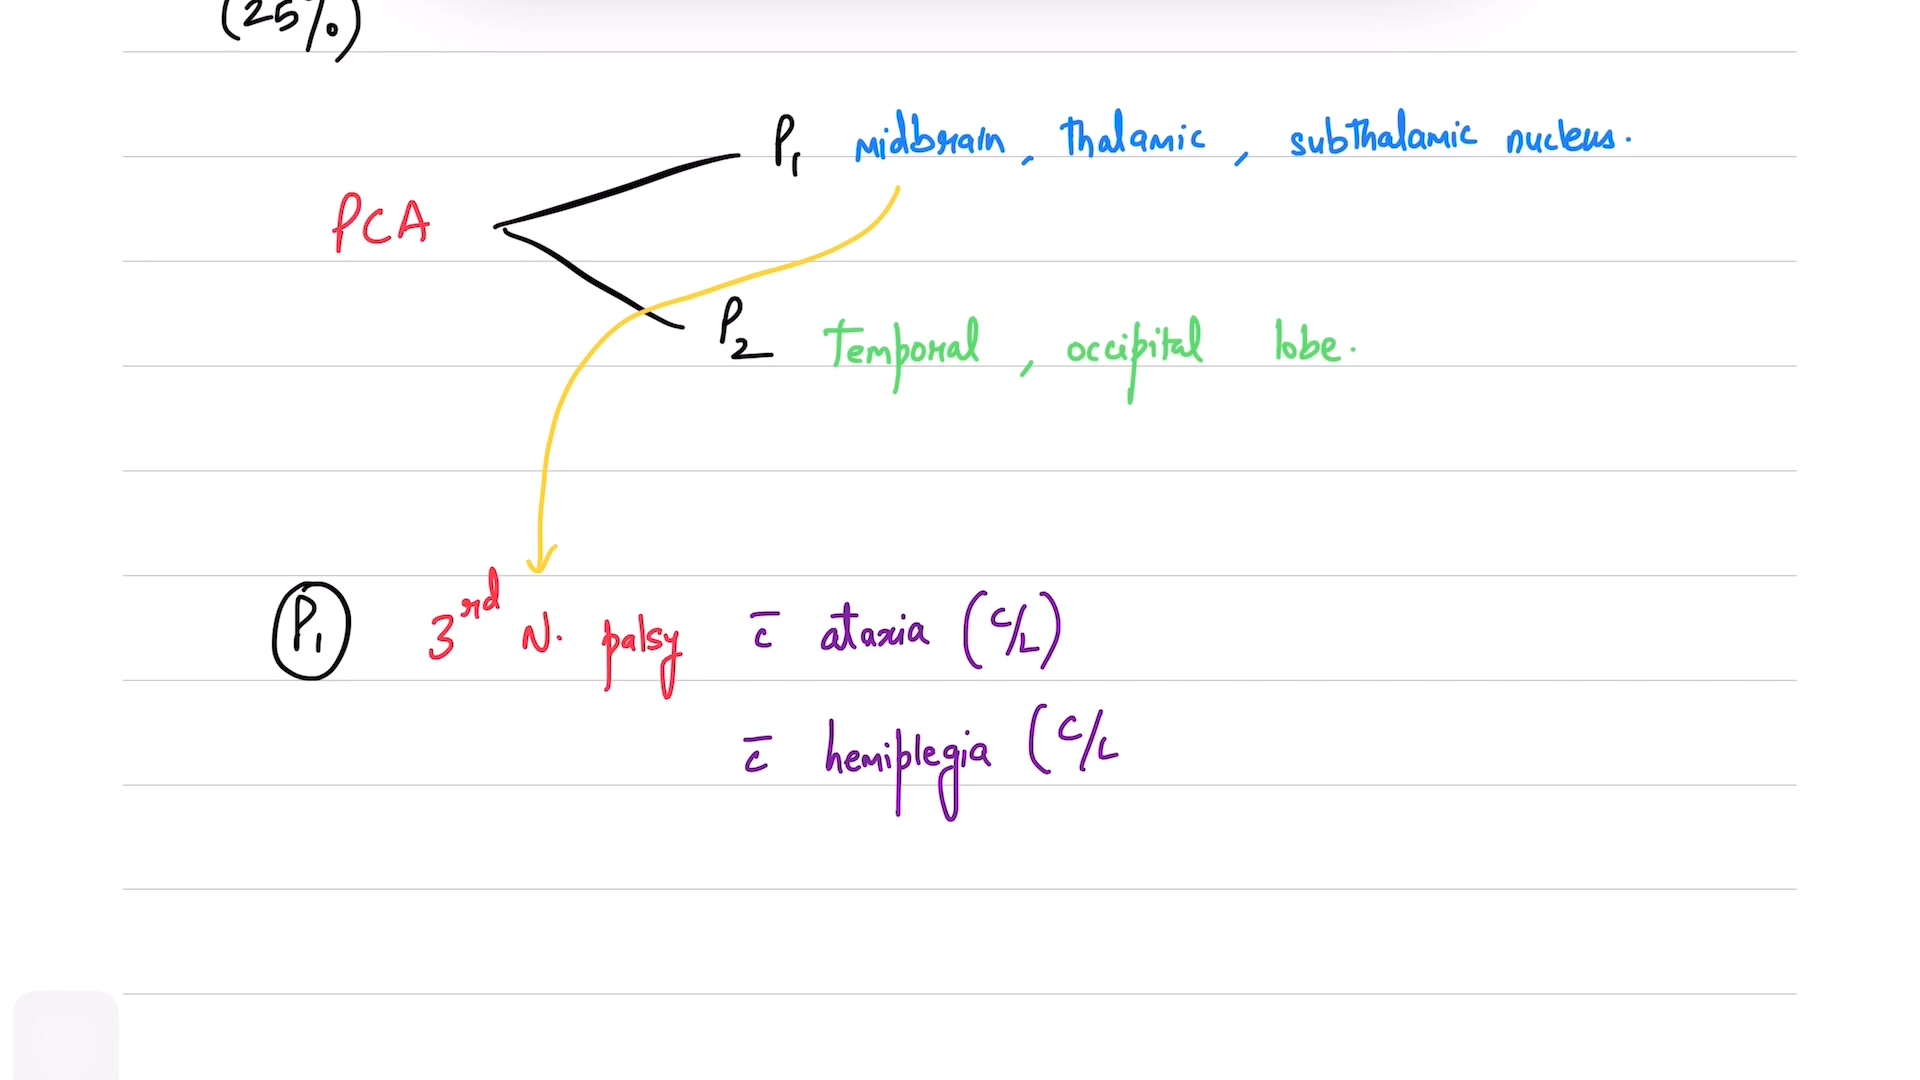 (25%)
P1 midbrain, Thalamic, subthalamic nucleus.
PCA
P2 Temporal, occipital lobe.
P1 3rd N. palsy c̄ ataxia (C/L)
c̄ hemiplegia (C/L